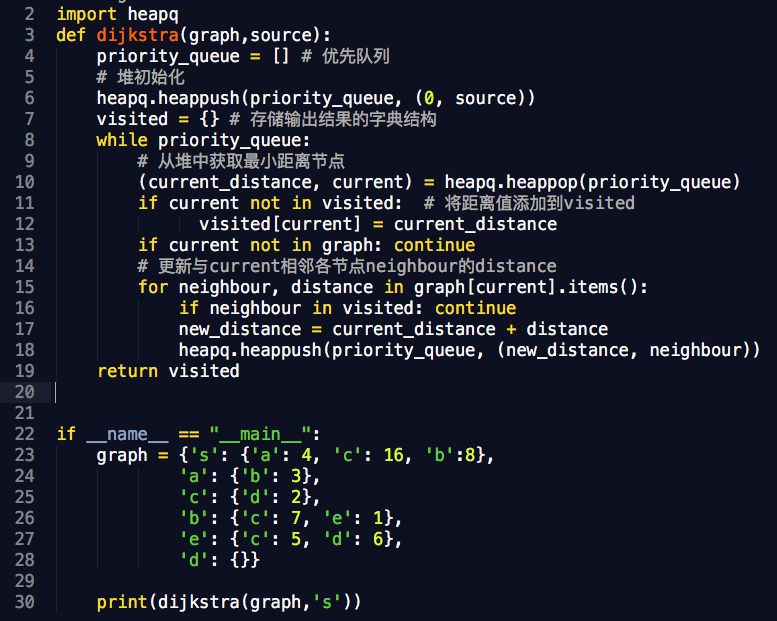 2 import heapq
3 def dijkstra(graph,source):
4     priority_queue = [] # 优先队列
5     # 堆初始化
6     heapq.heappush(priority_queue, (0, source))
7     visited = {} # 存储输出结果的字典结构
8     while priority_queue:
9         # 从堆中获取最小距离节点
10         (current_distance, current) = heapq.heappop(priority_queue)
11         if current not in visited:  # 将距离值添加到visited
12               visited[current] = current_distance
13         if current not in graph: continue
14         # 更新与current相邻各节点neighbour的distance
15         for neighbour, distance in graph[current].items():
16             if neighbour in visited: continue
17             new_distance = current_distance + distance
18             heapq.heappush(priority_queue, (new_distance, neighbour))
19     return visited
20
21
22 if __name__ == "__main__":
23     graph = {'s': {'a': 4, 'c': 16, 'b':8},
24             'a': {'b': 3},
25             'c': {'d': 2},
26             'b': {'c': 7, 'e': 1},
27             'e': {'c': 5, 'd': 6},
28             'd': {}}
29
30     print(dijkstra(graph,'s'))